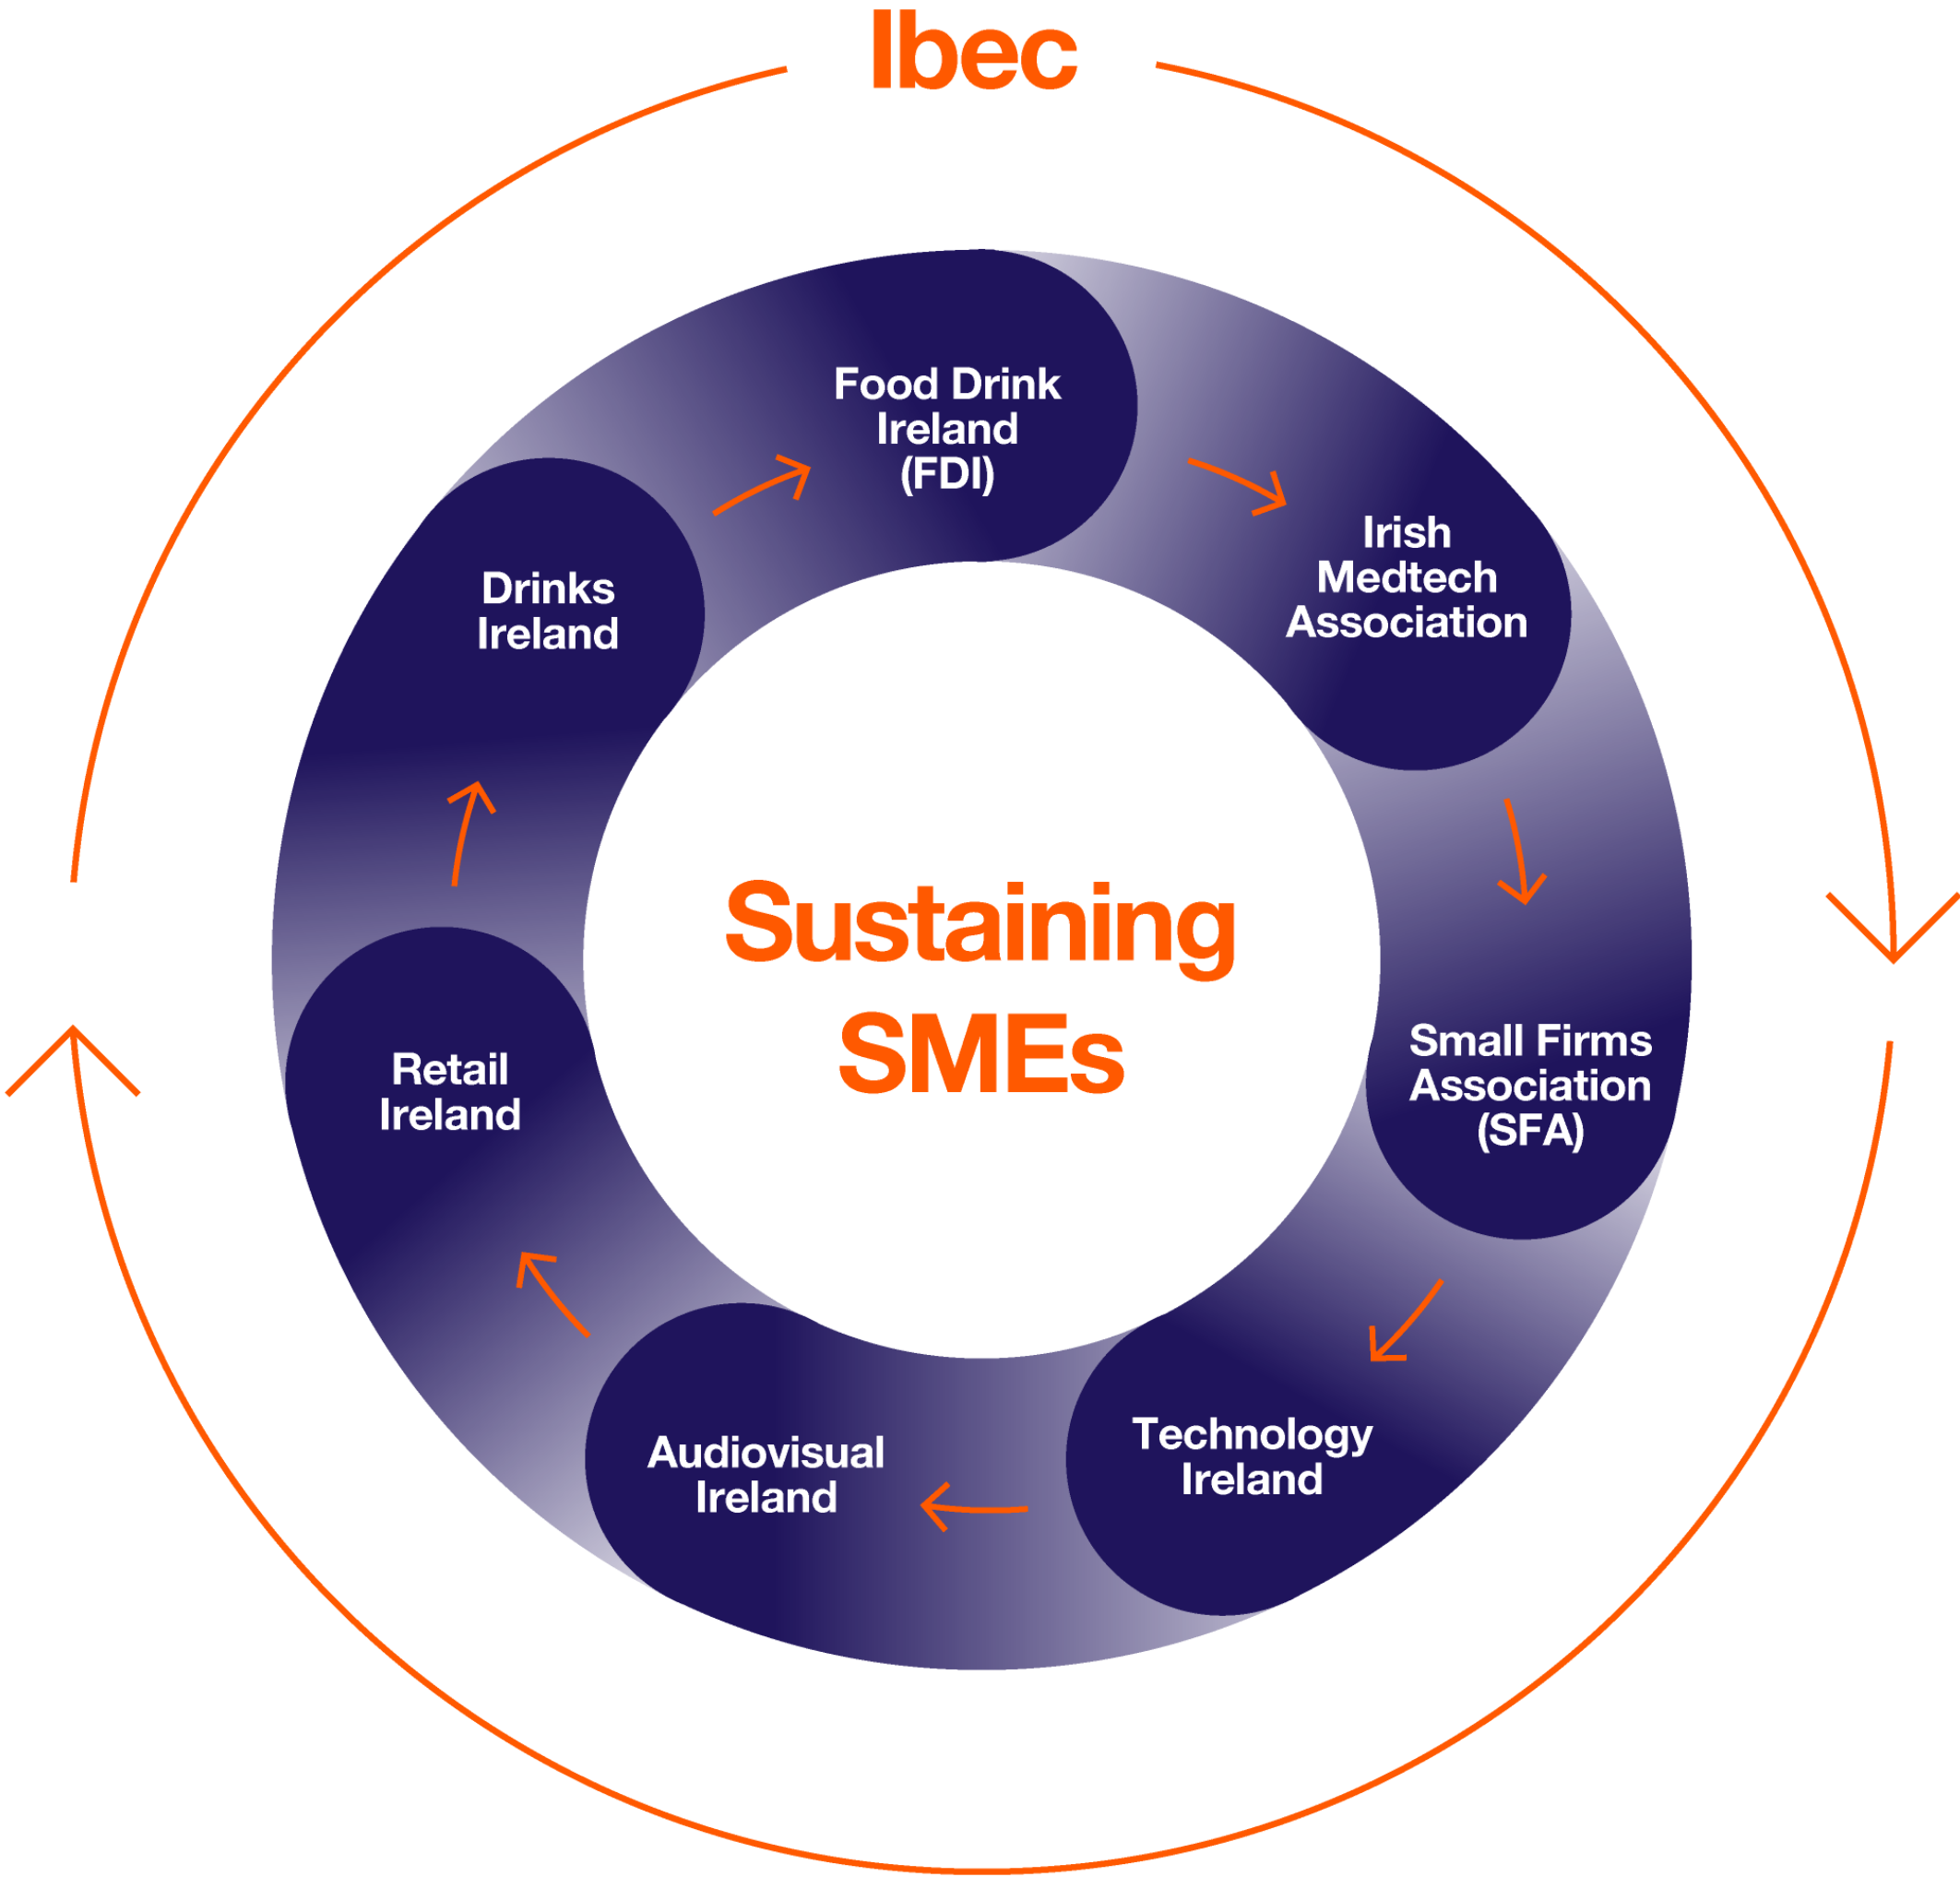 Ibec
Food Drink
Ireland
(FDI)
Irish
Medtech
Association
Small Firms
Association
(SFA)
Technology
Ireland
Audiovisual
Ireland
Retail
Ireland
Drinks
Ireland
Sustaining
SMEs